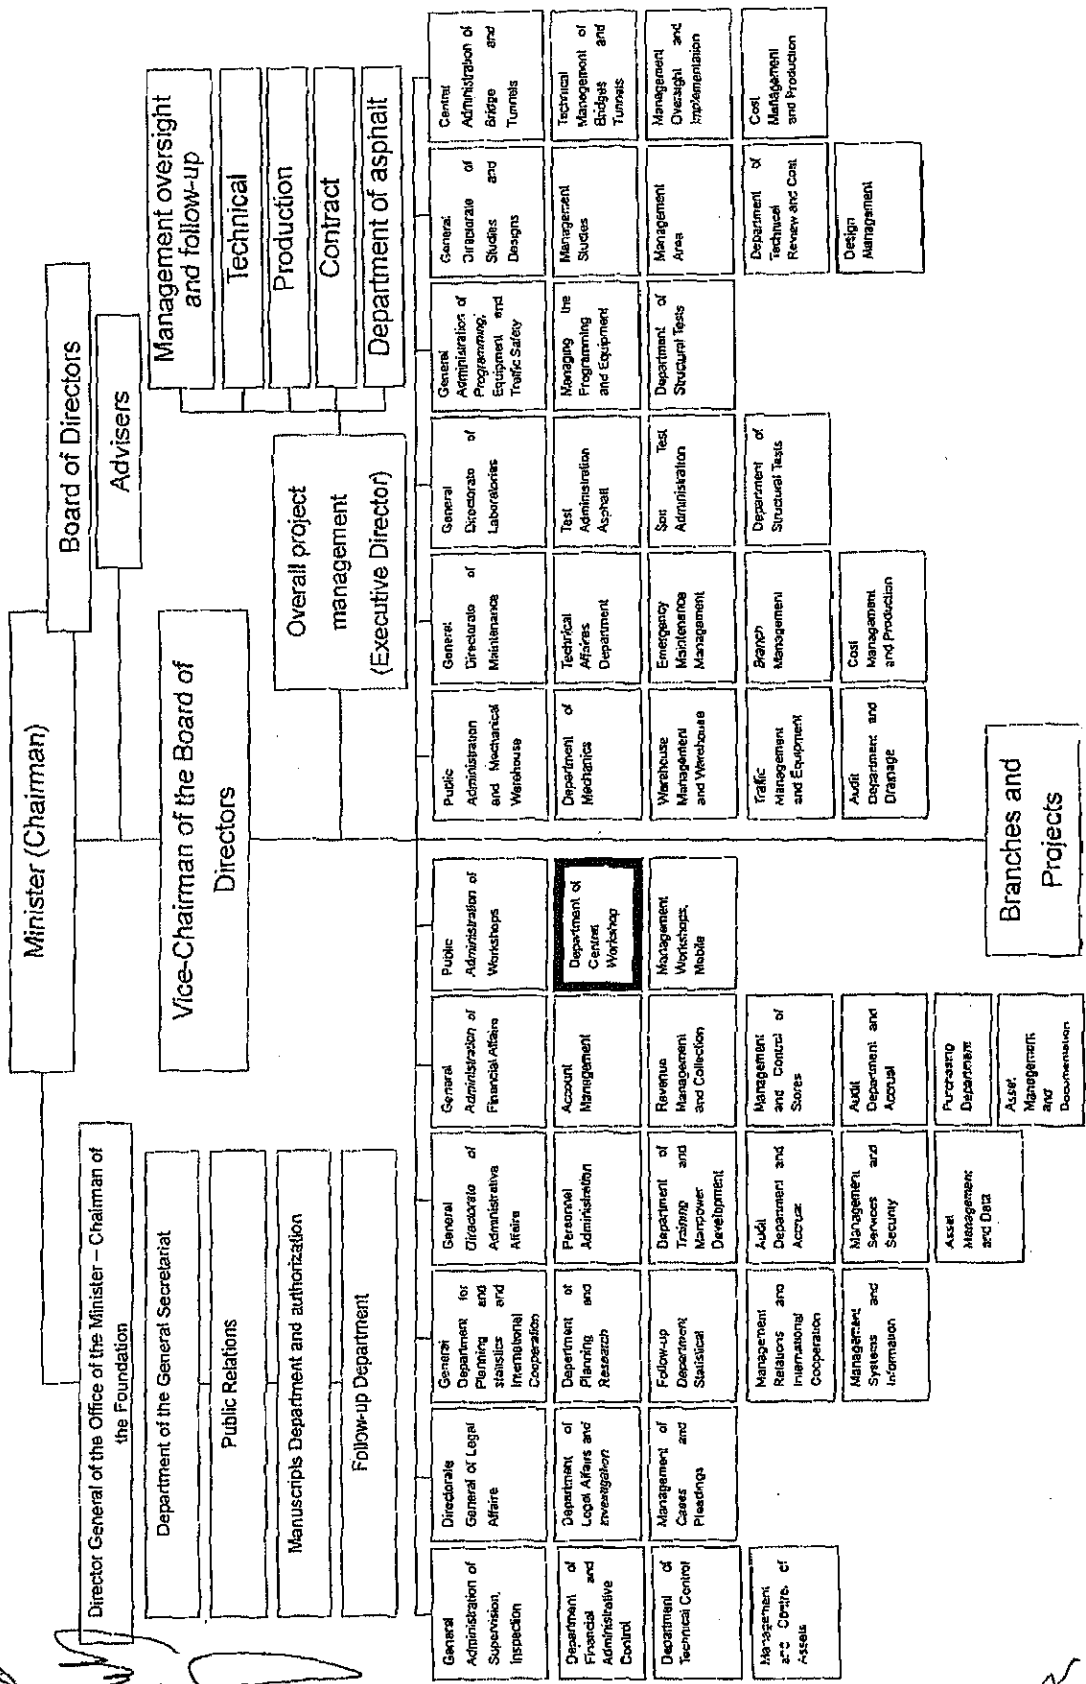 Minister (Chairman)
Board of Directors
Advisers
Director General of the Office of the Minister – Chairman of
the Foundation
Department of the General Secretariat
Public Relations
Manuscripts Department and authorization
Follow-up Department
Vice-Chairman of the Board of
Directors
Overall project
management
(Executive Director)
Management oversight
and follow-up
Technical
Production
Contract
Department of asphalt
General
Administration of
Supervision,
Inspection
Department of
Financial and
Administrative
Control
Department of
Technical Control
Management
and Control of
Assets
Directorate
General of Legal
Affaire
Department of
Legal Affairs and
Investigation
Management of
Cases and
Pleadings
General
Department for
Planning and
statistics and
International
Cooperation
Department of
Planning and
Research
Follow-up
Department
Statistical
Management
Relations and
International
Cooperation
Management
Systems and
Information
General
Directorate of
Administrative
Affaire
Personnel
Administration
Department of
Training and
Manpower
Development
Audit
Department and
Accrual
Management
Services and
Security
Asset
Management
and Data
General
Administration of
Financial Affaire
Account
Management
Revenue
Management
and Collection
Management
and Control of
Stores
Audit
Department and
Accrual
Purchasing
Department
Asset
Management
and
Documentation
Public
Administration of
Workshops
Department of
Central
Workshop
Management
Workshops,
Mobile
Public
Administration
and Mechanical
Warehouse
Department of
Mechanics
Warehouse
Management
and Warehouse
Traffic
Management
and Equipment
Audit
Department and
Drainage
General
Directorate of
Maintenance
Technical
Affaires
Department
Emergency
Maintenance
Management
Branch
Management
Cost
Management
and Production
General
Directorate of
Laboratories
Test
Administration
Asphalt
Test
Administration
Department of
Structural Tests
General
Administration of
Programming,
Equipment and
Traffic Safety
Managing the
Programming
and Equipment
Department of
Structural Tests
General
Directorate of
Studies and
Designs
Management
Studies
Management
Area
Department of
Technical
Review and Cost
Design
Management
Central
Administration of
Bridge and
Tunnels
Technical
Management of
Bridges and
Tunnels
Management
Oversight and
Implementation
Cost
Management
and Production
Branches and
Projects